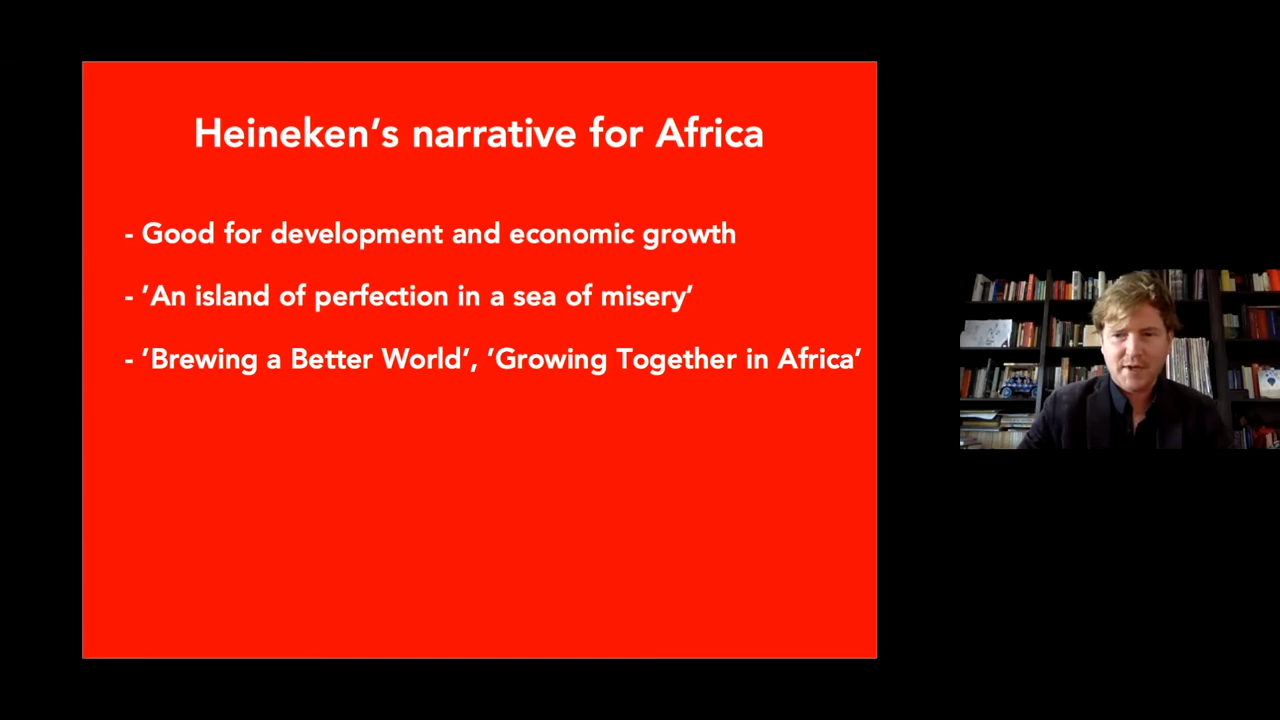 Heineken’s narrative for Africa
- Good for development and economic growth
- ’An island of perfection in a sea of misery’
- ’Brewing a Better World’, ’Growing Together in Africa’